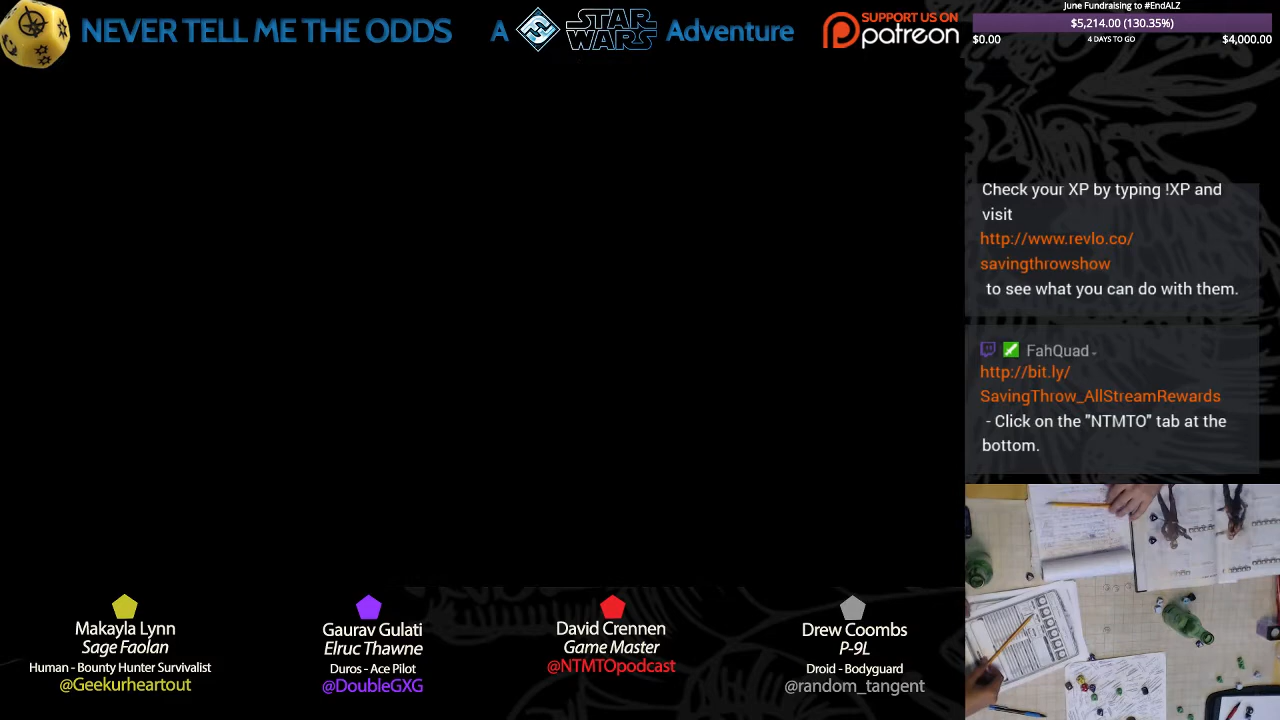 NEVER TELL ME THE ODDS
A STAR WARS Adventure
SUPPORT US ON
patreon
June Fundraising to #EndALZ
$5,214.00 (130.35%)
$0.00
4 DAYS TO GO
$4,000.00
Check your XP by typing !XP and
visit
http://www.revlo.co/
savingthrowshow
to see what you can do with them.
FahQuad
http://bit.ly/
SavingThrow_AllStreamRewards
- Click on the "NTMTO" tab at the
bottom.
Makayla Lynn
Sage Faolan
Human - Bounty Hunter Survivalist
@Geekurheartout
Gaurav Gulati
Elruc Thawne
Duros - Ace Pilot
@DoubleGXG
David Crennen
Game Master
@NTMTOpodcast
Drew Coombs
P-9L
Droid - Bodyguard
@random_tangent